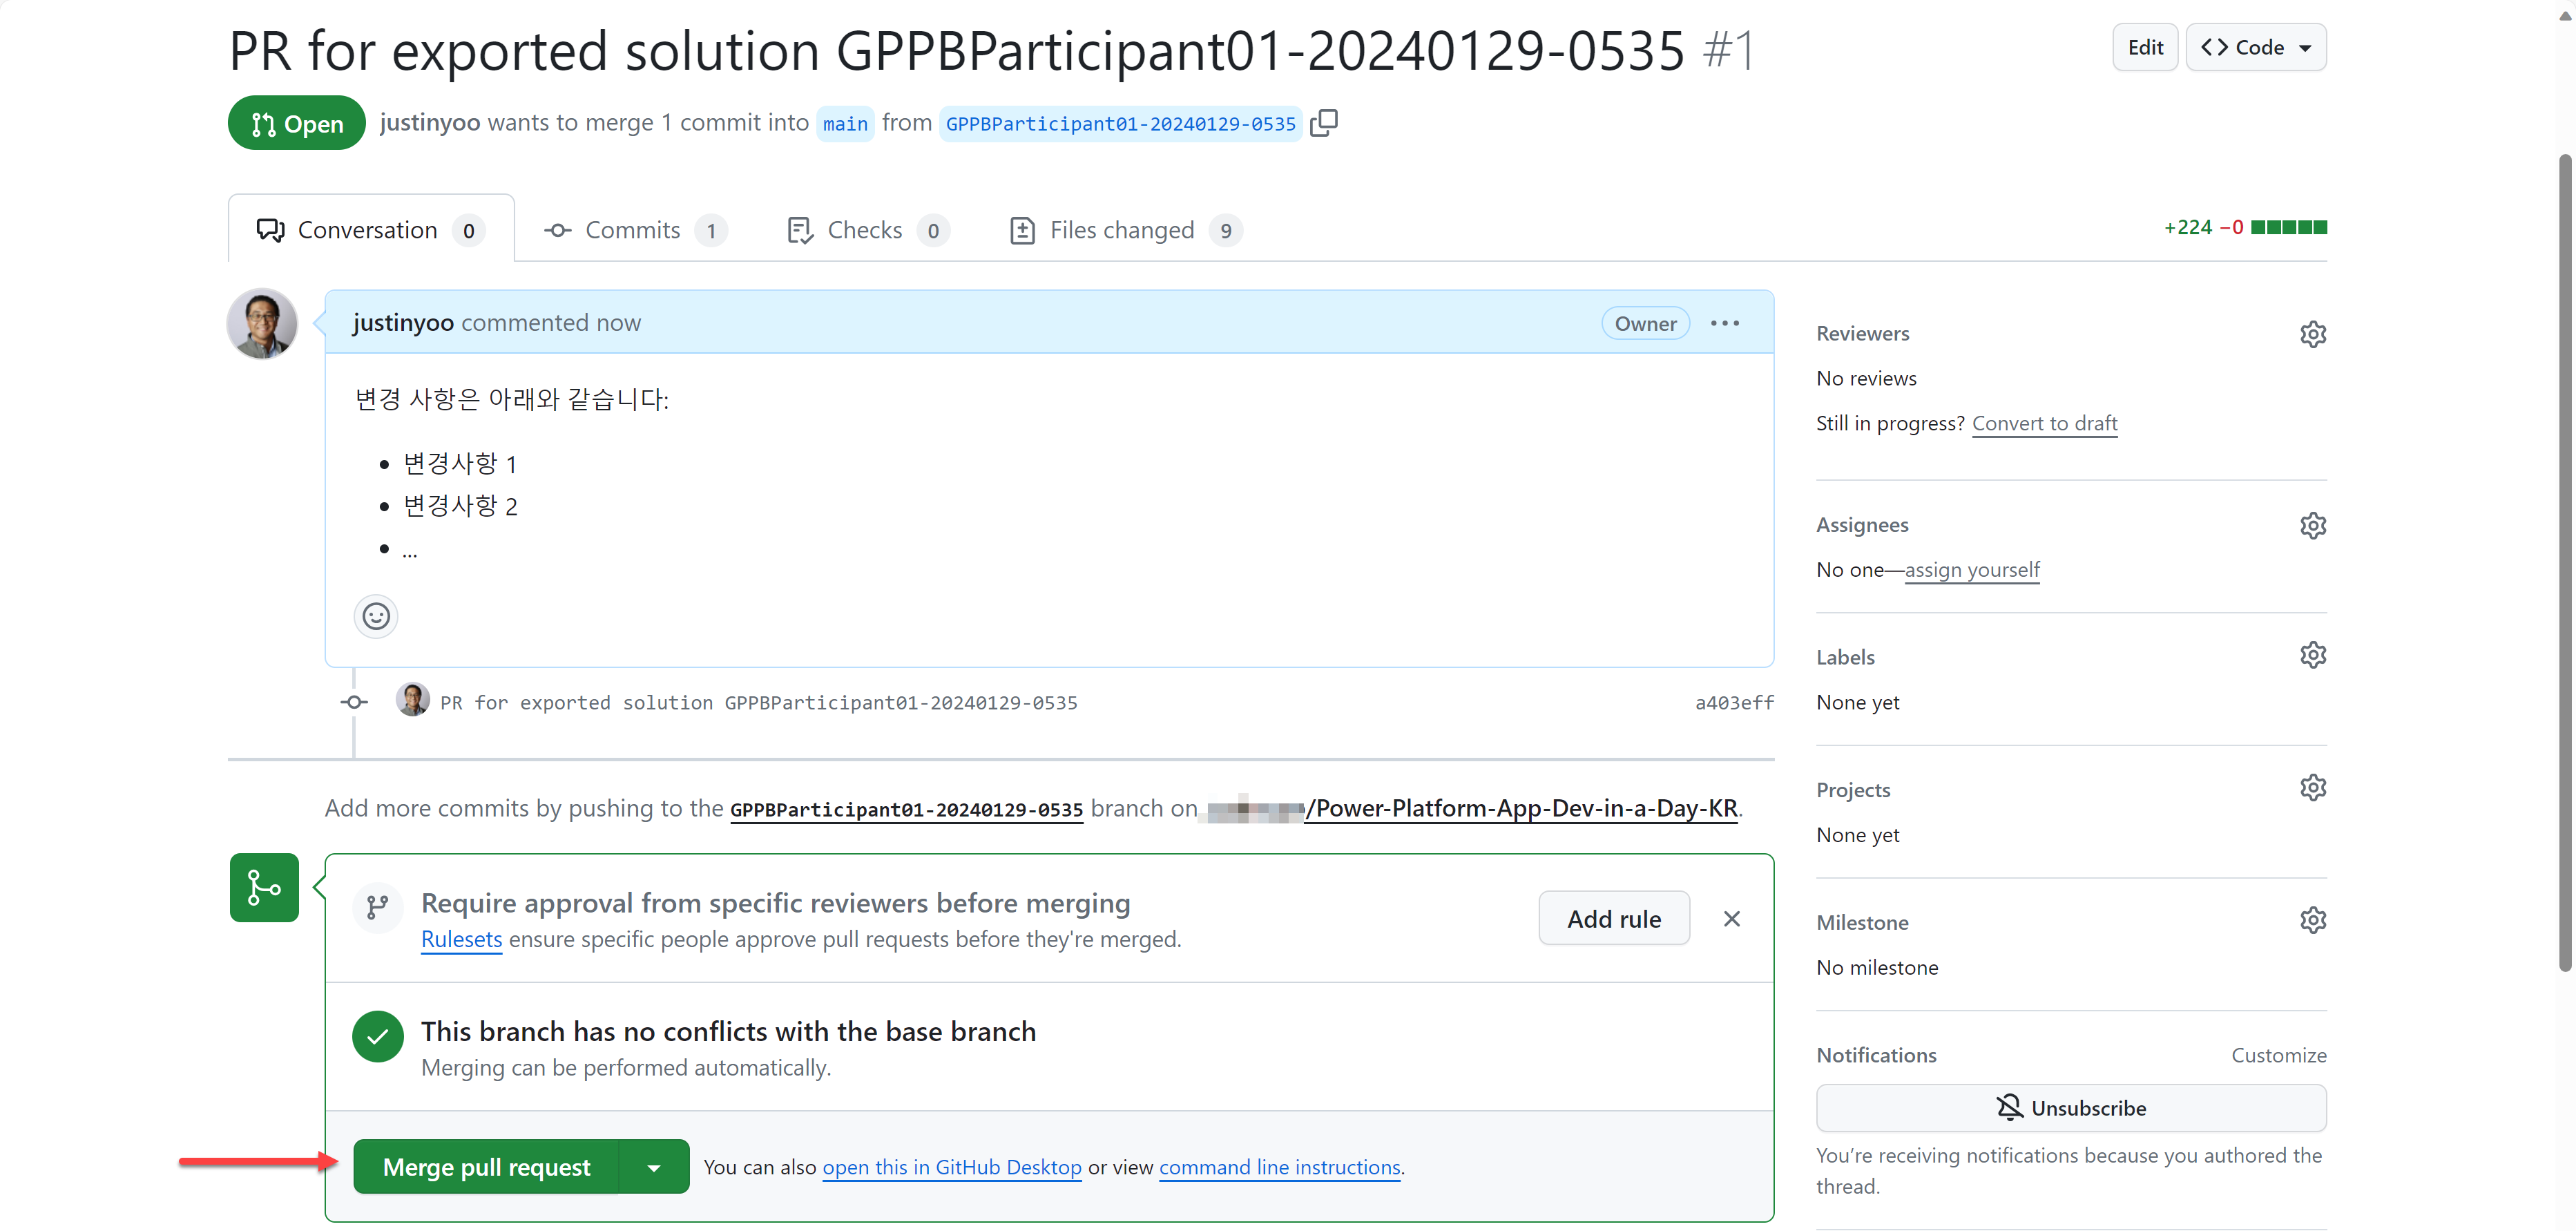 PR for exported solution GPPBParticipant01-20240129-0535 #1
Edit
Code
Open
justinyoo wants to merge 1 commit into main from GPPBParticipant01-20240129-0535
Conversation 0
Commits 1
Checks 0
Files changed 9
+224 −0
justinyoo commented now
Owner
변경 사항은 아래와 같습니다:
변경사항 1
변경사항 2
...
PR for exported solution GPPBParticipant01-20240129-0535
a403eff
Add more commits by pushing to the GPPBParticipant01-20240129-0535 branch on /Power-Platform-App-Dev-in-a-Day-KR.
Require approval from specific reviewers before merging
Rulesets ensure specific people approve pull requests before they're merged.
Add rule
This branch has no conflicts with the base branch
Merging can be performed automatically.
Merge pull request
You can also open this in GitHub Desktop or view command line instructions.
Reviewers
No reviews
Still in progress? Convert to draft
Assignees
No one—assign yourself
Labels
None yet
Projects
None yet
Milestone
No milestone
Notifications
Customize
Unsubscribe
You're receiving notifications because you authored the
thread.